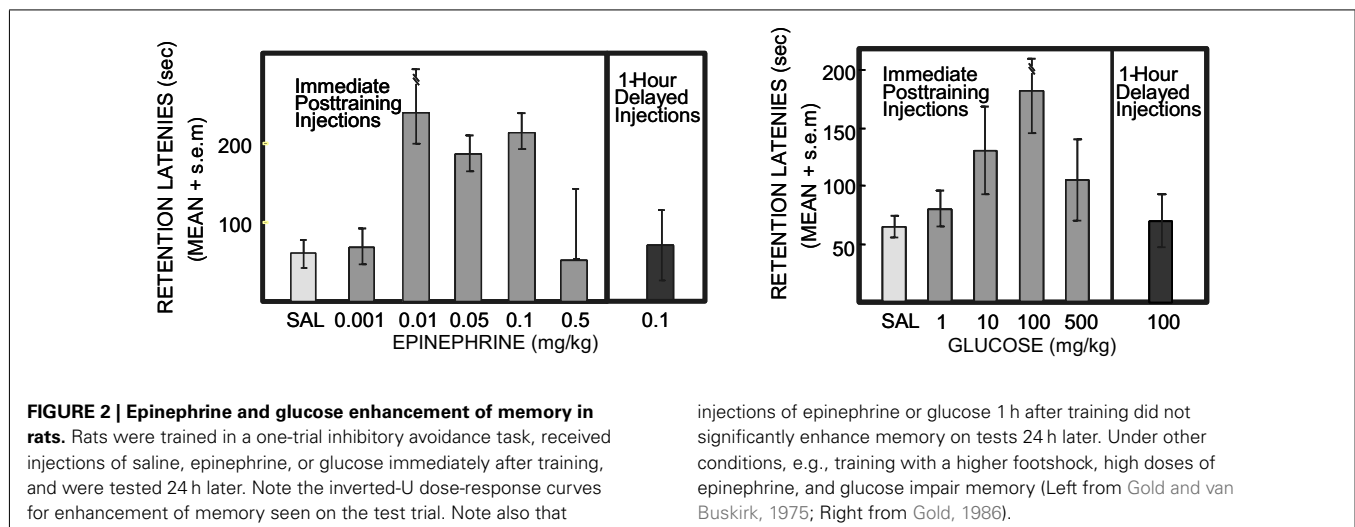 RETENTION LATENIES (sec)
(MEAN + s.e.m)
200
100
Immediate
Posttraining
Injections
1-Hour
Delayed
Injections
SAL 0.001 0.01 0.05 0.1 0.5 0.1
EPINEPHRINE (mg/kg)
RETENTION LATENIES (sec)
(MEAN + s.e.m)
200
150
100
50
Immediate
Posttraining
Injections
1-Hour
Delayed
Injections
SAL 1 10 100 500 100
GLUCOSE (mg/kg)
FIGURE 2 | Epinephrine and glucose enhancement of memory in
rats. Rats were trained in a one-trial inhibitory avoidance task, received
injections of saline, epinephrine, or glucose immediately after training,
and were tested 24 h later. Note the inverted-U dose-response curves
for enhancement of memory seen on the test trial. Note also that
injections of epinephrine or glucose 1 h after training did not
significantly enhance memory on tests 24 h later. Under other
conditions, e.g., training with a higher footshock, high doses of
epinephrine, and glucose impair memory (Left from Gold and van
Buskirk, 1975; Right from Gold, 1986).